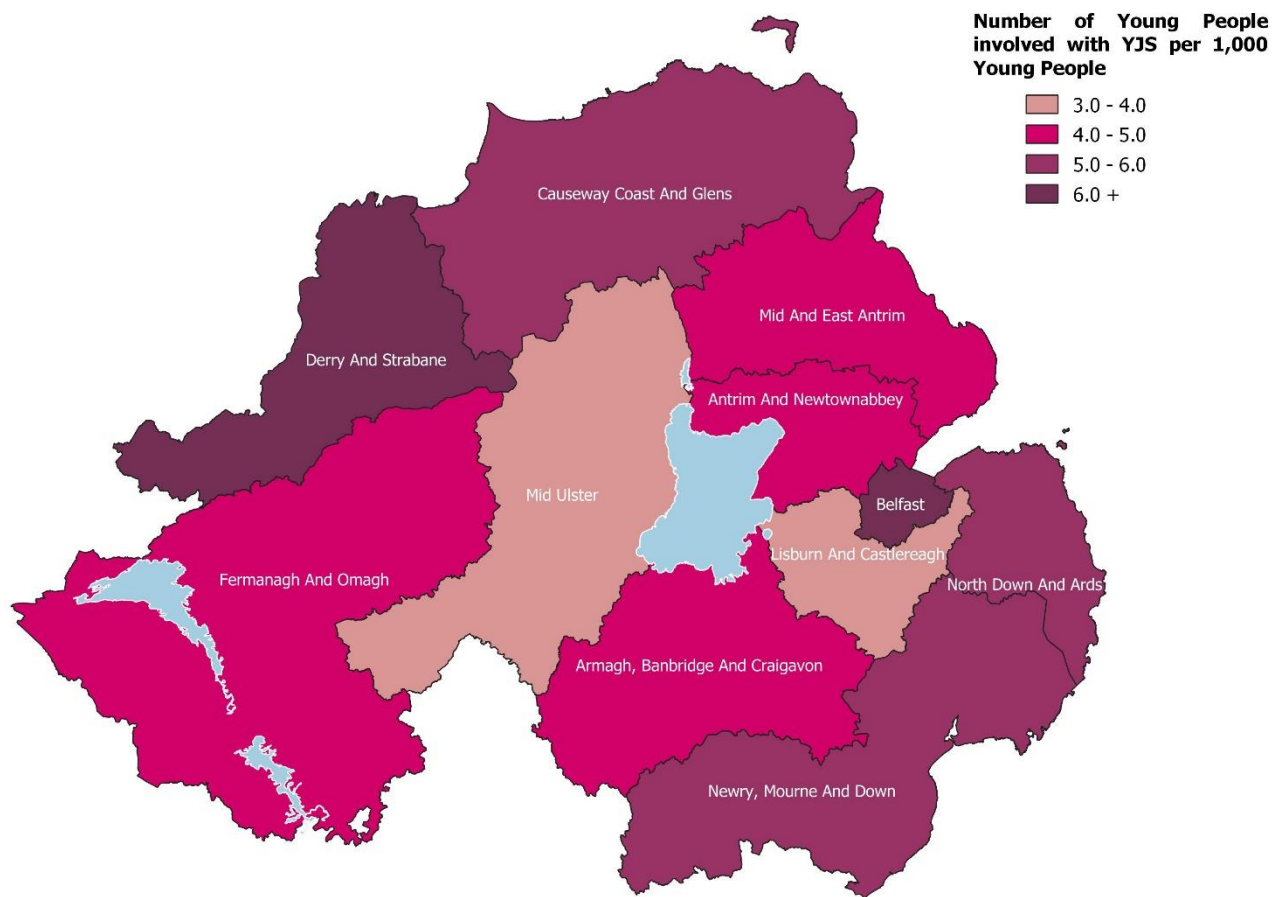 Number of Young People
involved with YJS per 1,000
Young People
3.0 - 4.0
4.0 - 5.0
5.0 - 6.0
6.0 +
Causeway Coast And Glens
Mid And East Antrim
Derry And Strabane
Antrim And Newtownabbey
Mid Ulster
Belfast
Lisburn And Castlereagh
Fermanagh And Omagh
North Down And Ards
Armagh, Banbridge And Craigavon
Newry, Mourne And Down